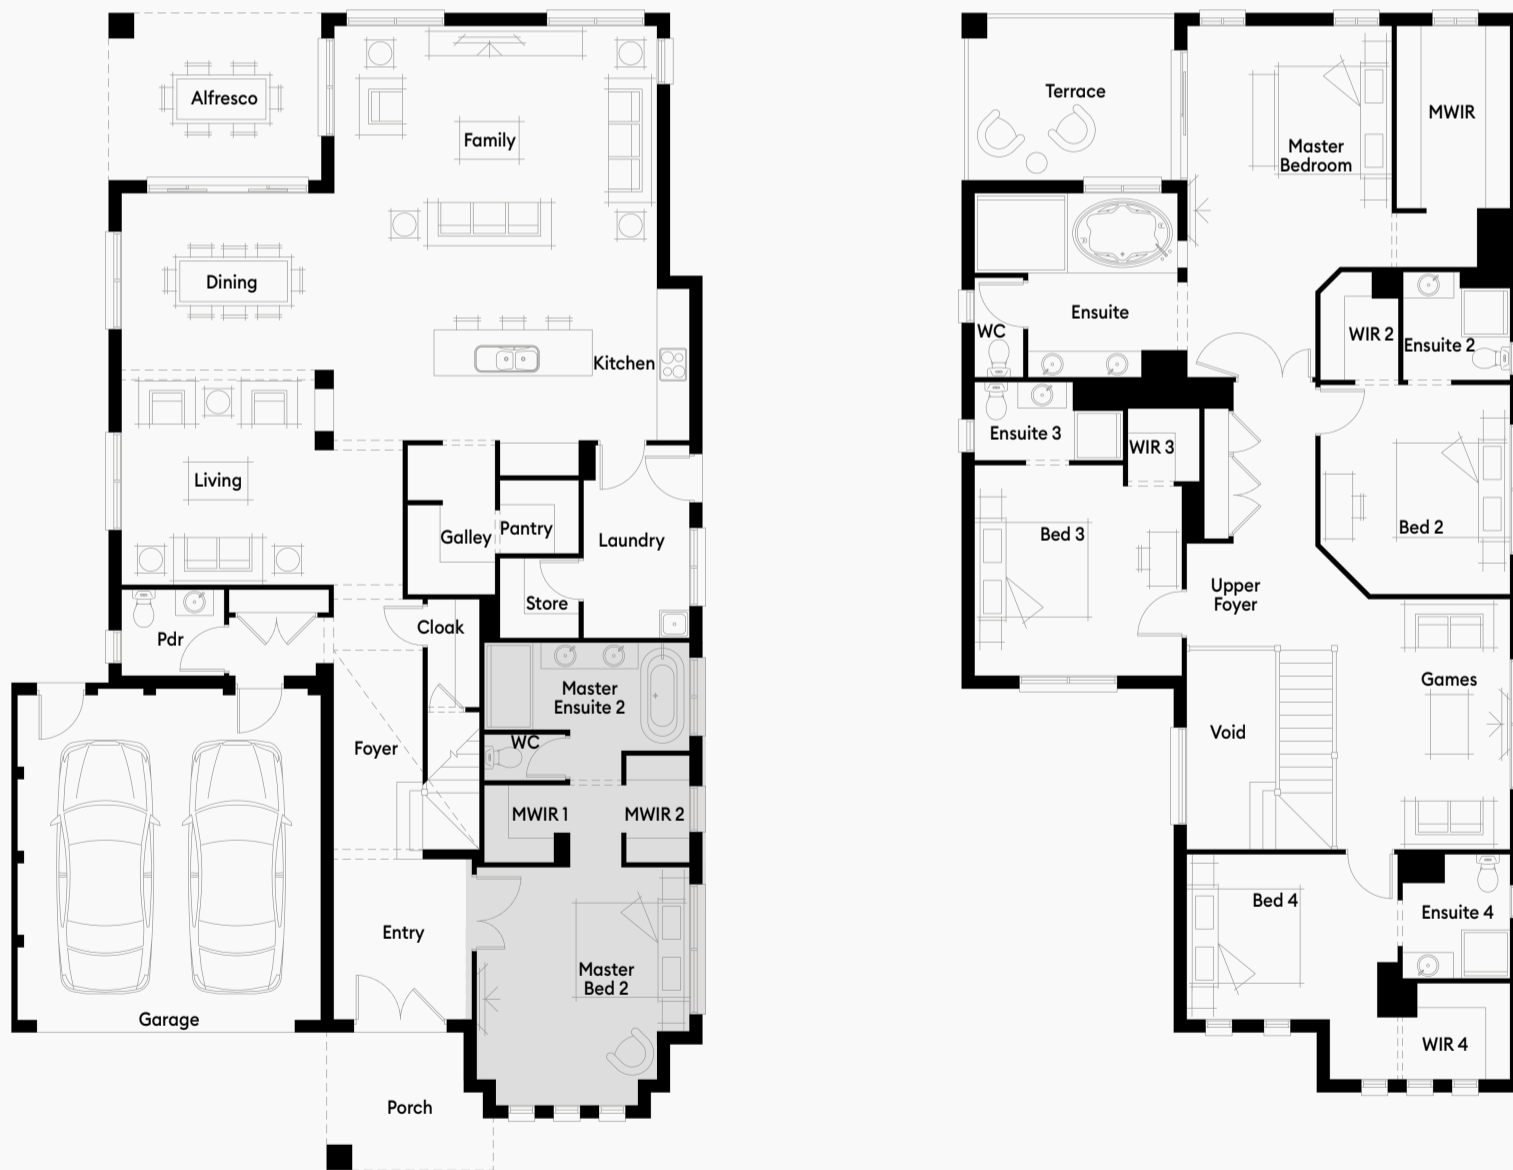 Alfresco
Family
Dining
Kitchen
Living
Galley
Pantry
Laundry
Store
Cloak
Pdr
Master
Ensuite 2
WC
Foyer
MWIR 1
MWIR 2
Entry
Master
Bed 2
Garage
Porch
Terrace
Master
Bedroom
MWIR
Ensuite
WC
WIR 2
Ensuite 2
Ensuite 3
WIR 3
Bed 3
Bed 2
Upper
Foyer
Games
Void
Bed 4
Ensuite 4
WIR 4